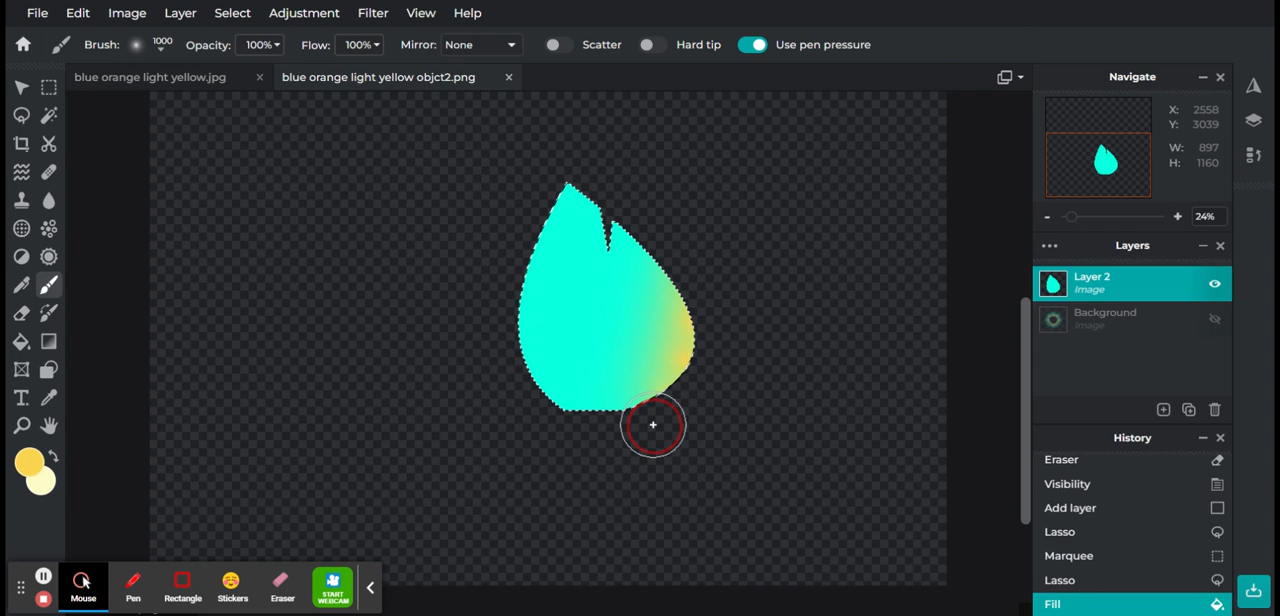 File Edit Image Layer Select Adjustment Filter View Help
Brush: 1000 Opacity: 100% Flow: 100% Mirror: None Scatter Hard tip Use pen pressure
blue orange light yellow.jpg blue orange light yellow objct2.png
Navigate
X: 2558
Y: 3039
W: 897
H: 1160
24%
Layers
Layer 2
Image
Background
Image
History
Eraser
Visibility
Add layer
Lasso
Marquee
Lasso
Fill
Mouse Pen Rectangle Stickers Eraser START WEBCAM